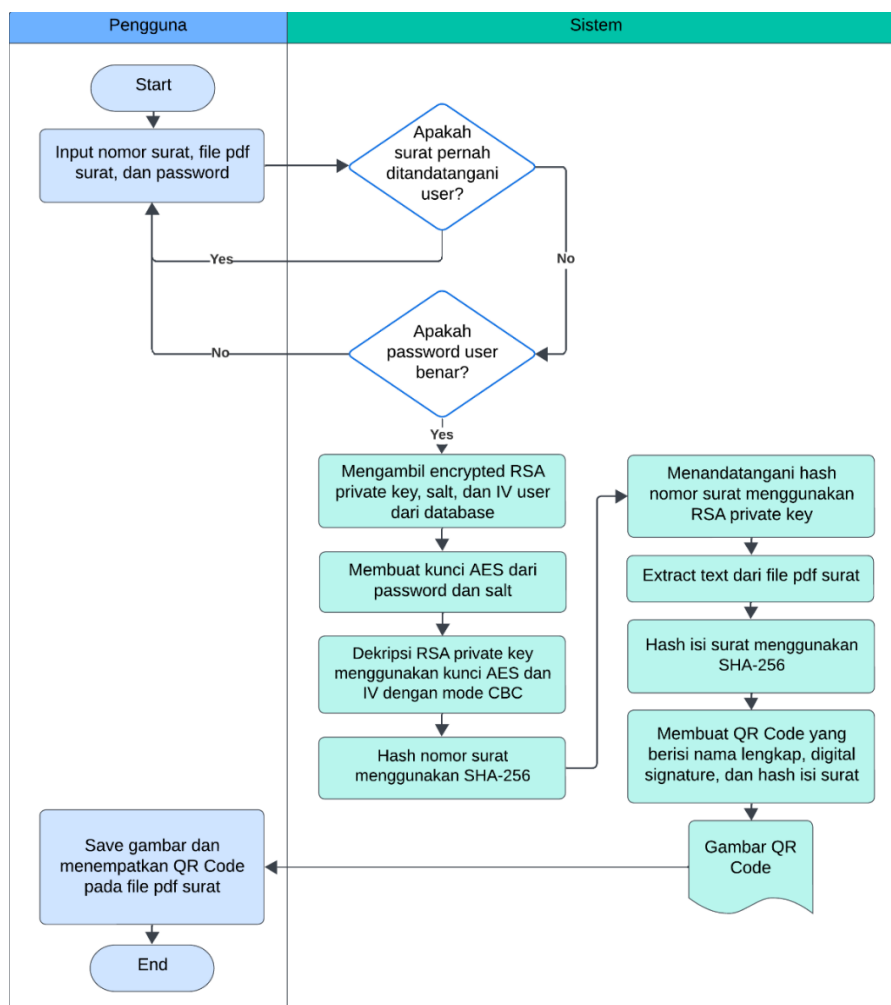 Pengguna
Sistem
Start
Input nomor surat, file pdf
surat, dan password
Apakah
surat pernah
ditandatangani
user?
Yes
No
Apakah
password user
benar?
No
Yes
Mengambil encrypted RSA
private key, salt, dan IV user
dari database
Membuat kunci AES dari
password dan salt
Dekripsi RSA private key
menggunakan kunci AES dan
IV dengan mode CBC
Hash nomor surat
menggunakan SHA-256
Menandatangani hash
nomor surat menggunakan
RSA private key
Extract text dari file pdf surat
Hash isi surat menggunakan
SHA-256
Membuat QR Code yang
berisi nama lengkap, digital
signature, dan hash isi surat
Gambar QR
Code
Save gambar dan
menempatkan QR Code
pada file pdf surat
End